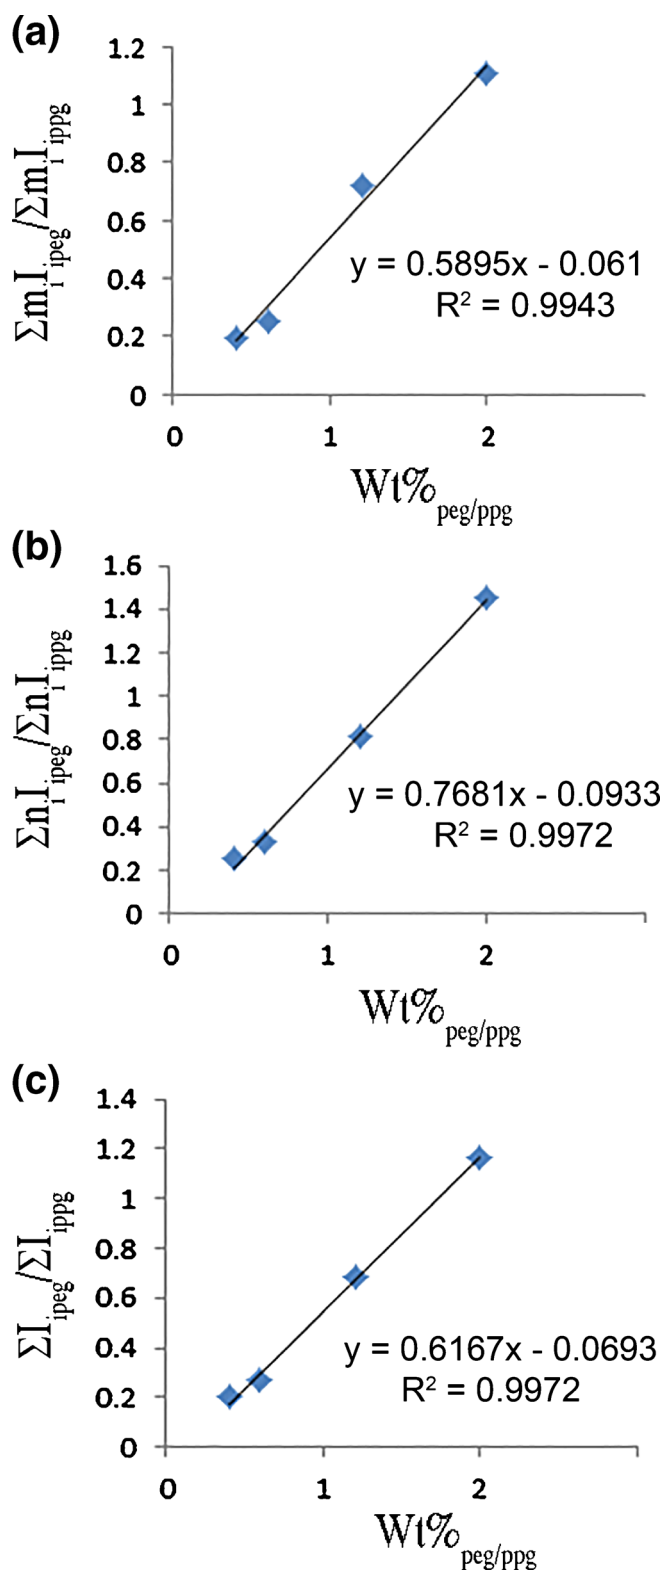 (a)
1.2
1
0.8
0.6
0.4
0.2
0
ΣmᵢIᵢₚₑg/ΣmᵢIᵢₚₚg
y = 0.5895x - 0.061
R² = 0.9943
0 1 2
Wt%peg/ppg
(b)
1.6
1.4
1.2
1
0.8
0.6
0.4
0.2
0
ΣnᵢIᵢₚₑg/ΣnᵢIᵢₚₚg
y = 0.7681x - 0.0933
R² = 0.9972
0 1 2
Wt%peg/ppg
(c)
1.4
1.2
1
0.8
0.6
0.4
0.2
0
ΣIᵢₚₑg/ΣIᵢₚₚg
y = 0.6167x - 0.0693
R² = 0.9972
0 1 2
Wt%peg/ppg